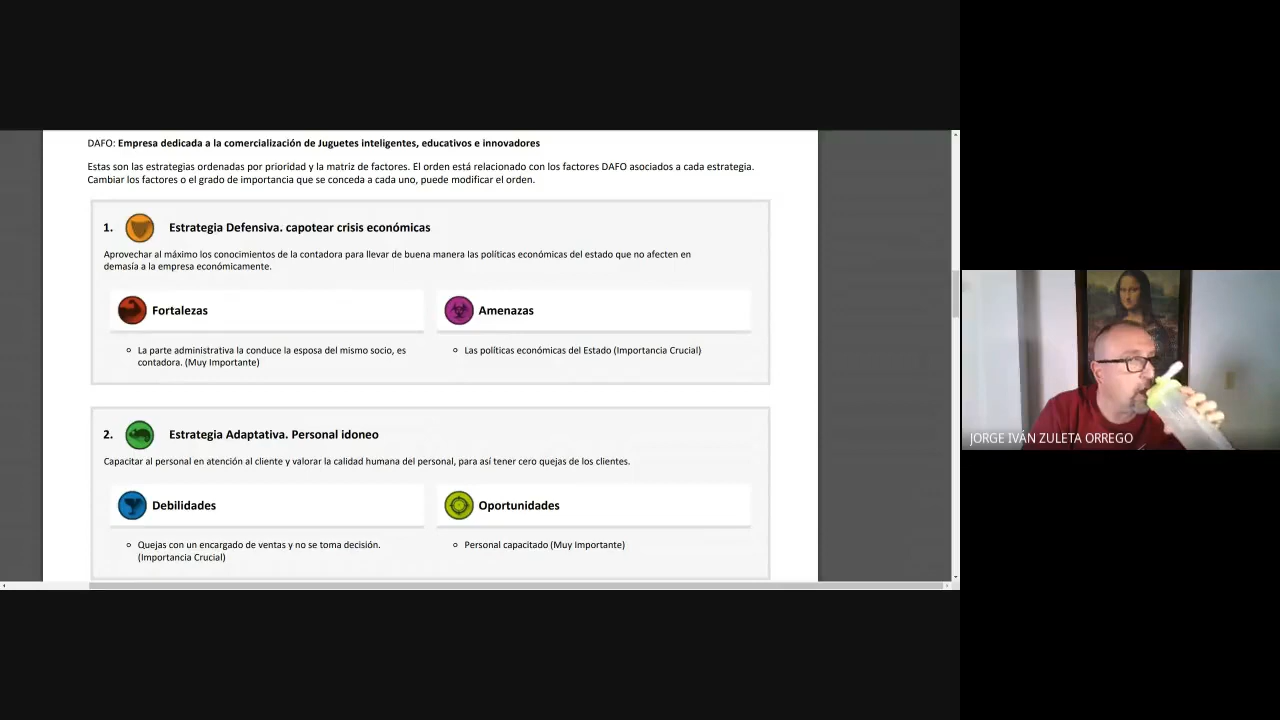 DAFO: Empresa dedicada a la comercialización de Juguetes inteligentes, educativos e innovadores
Estas son las estrategias ordenadas por prioridad y la matriz de factores. El orden está relacionado con los factores DAFO asociados a cada estrategia.
Cambiar los factores o el grado de importancia que se conceda a cada uno, puede modificar el orden.
1. Estrategia Defensiva. capotear crisis económicas
Aprovechar al máximo los conocimientos de la contadora para llevar de buena manera las políticas económicas del estado que no afecten en
demasía a la empresa económicamente.
Fortalezas
La parte administrativa la conduce la esposa del mismo socio, es
contadora. (Muy Importante)
Amenazas
Las políticas económicas del Estado (Importancia Crucial)
2. Estrategia Adaptativa. Personal idoneo
Capacitar al personal en atención al cliente y valorar la calidad humana del personal, para así tener cero quejas de los clientes.
Debilidades
Quejas con un encargado de ventas y no se toma decisión.
(Importancia Crucial)
Oportunidades
Personal capacitado (Muy Importante)
JORGE IVÁN ZULETA ORREGO